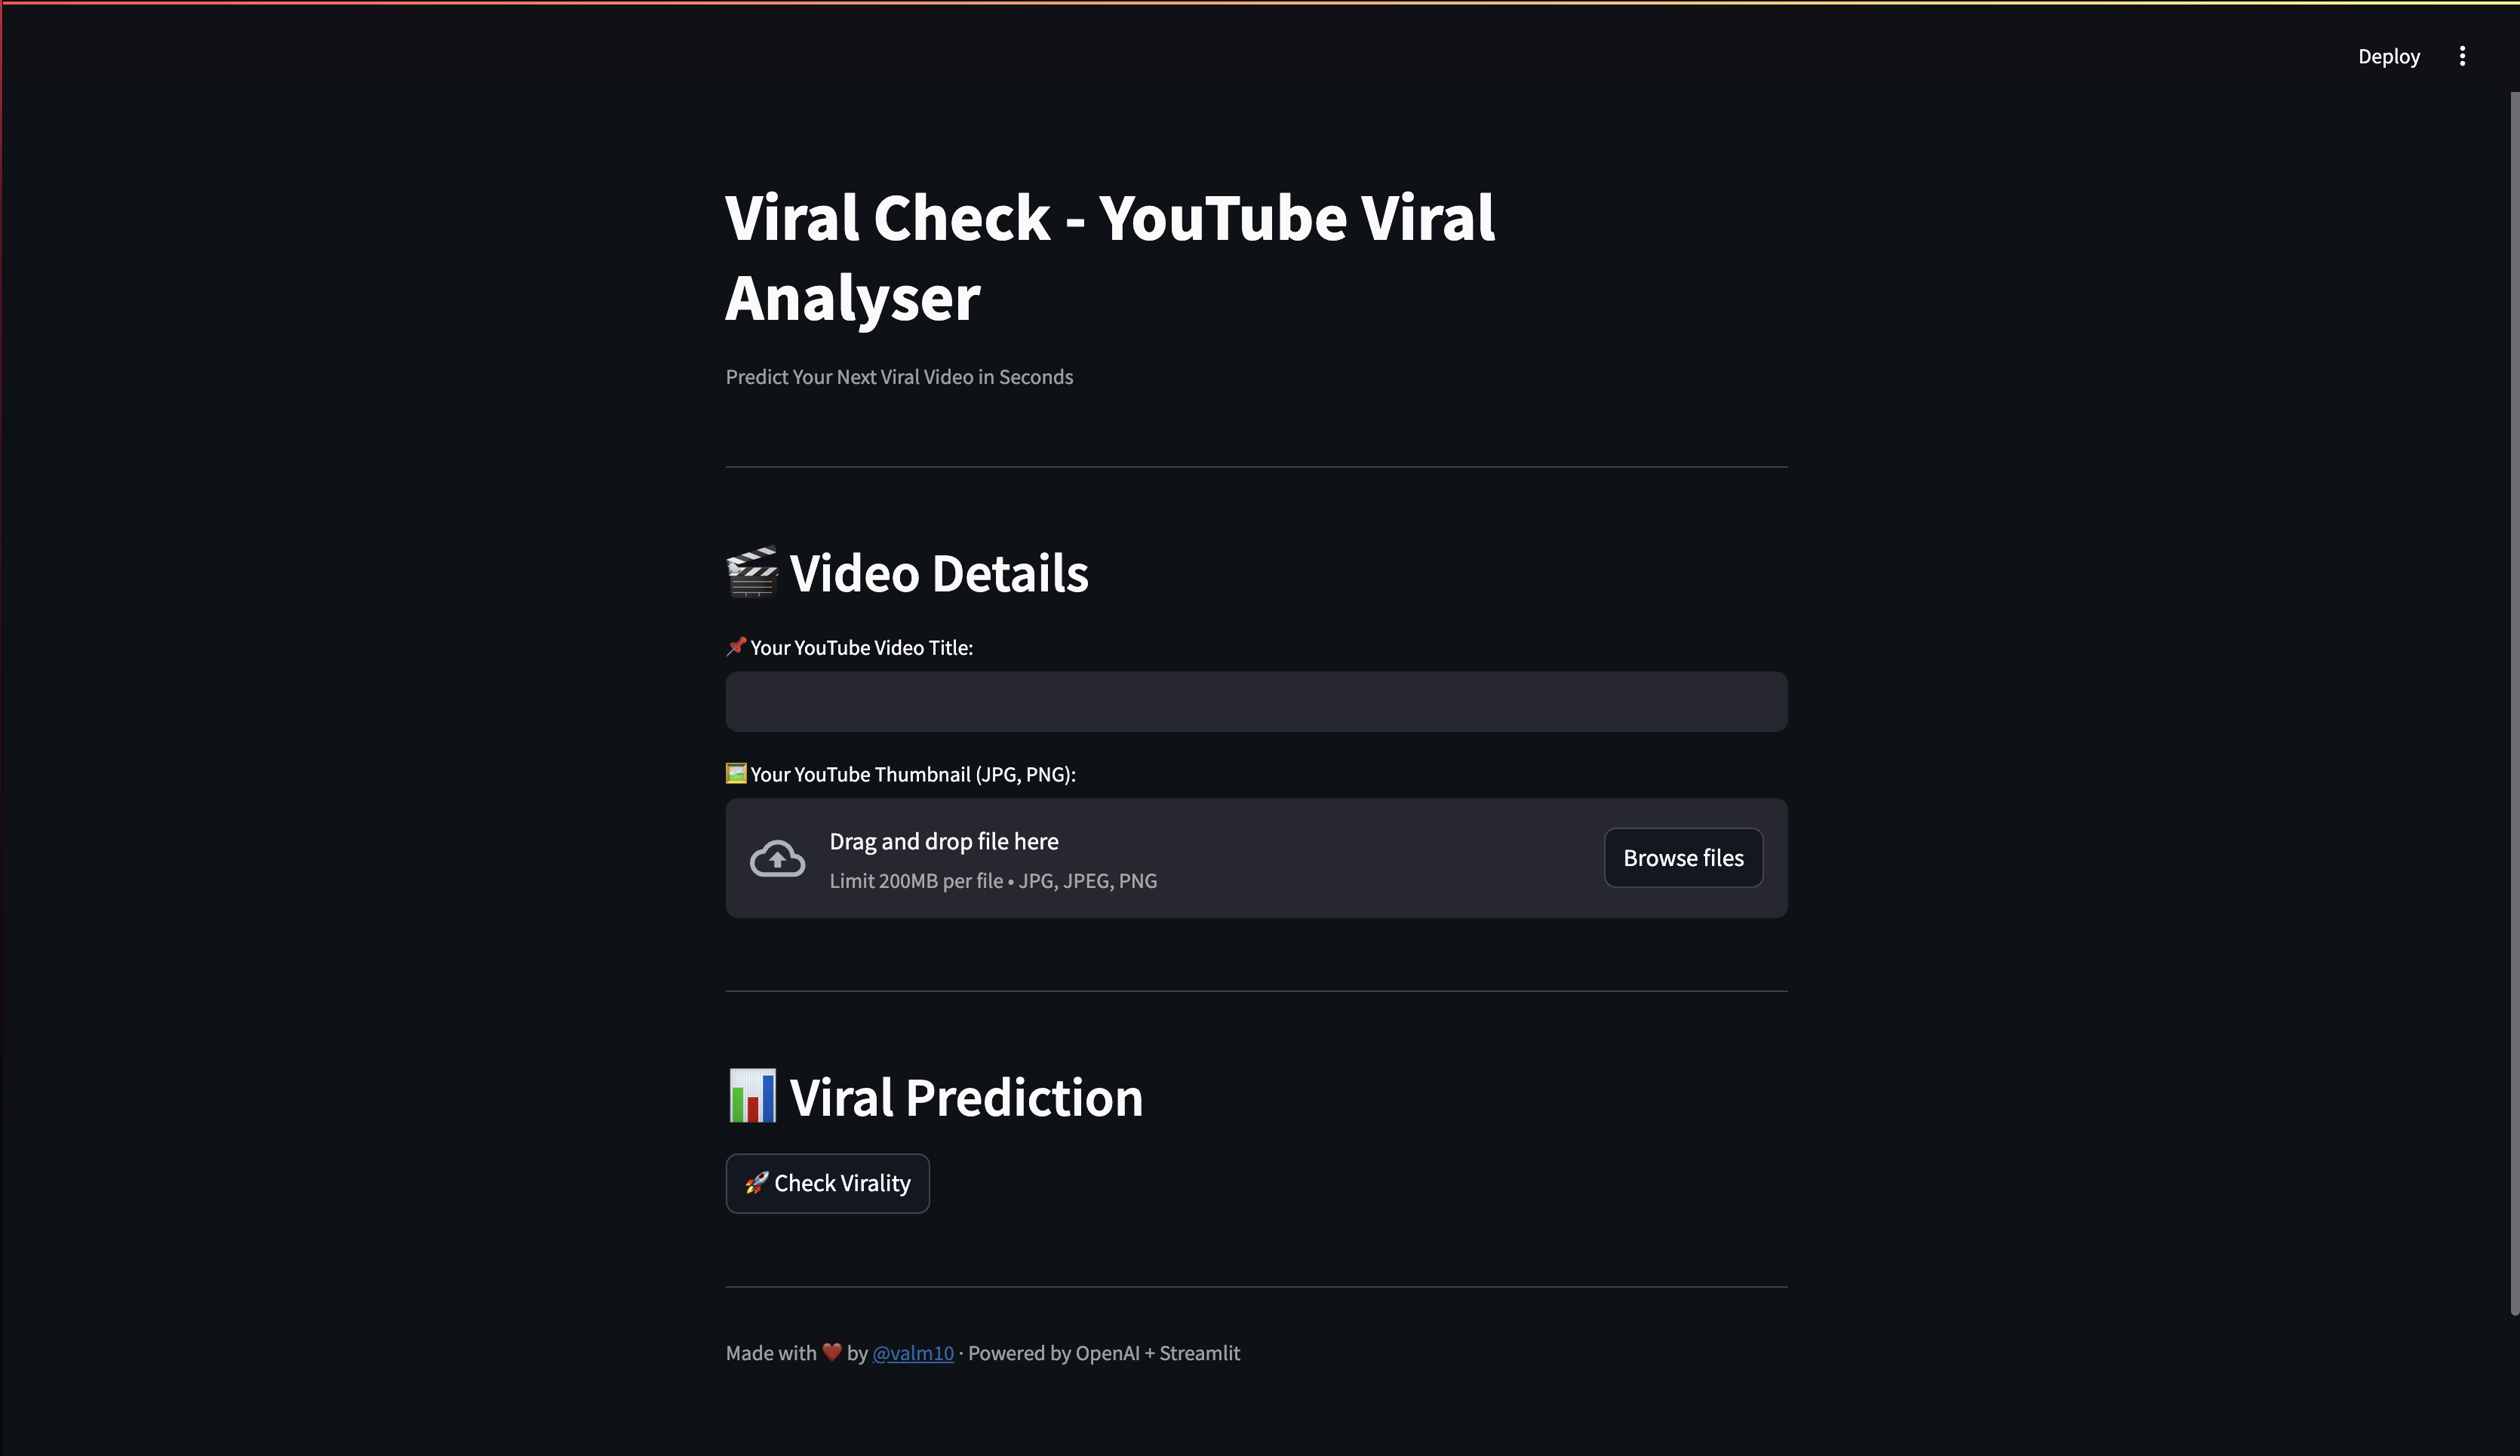 Deploy
Viral Check - YouTube Viral
Analyser
Predict Your Next Viral Video in Seconds
🎬 Video Details
📌 Your YouTube Video Title:
🖼️ Your YouTube Thumbnail (JPG, PNG):
Drag and drop file here
Limit 200MB per file • JPG, JPEG, PNG
Browse files
📊 Viral Prediction
🚀 Check Virality
Made with ❤️ by @valm10 · Powered by OpenAI + Streamlit